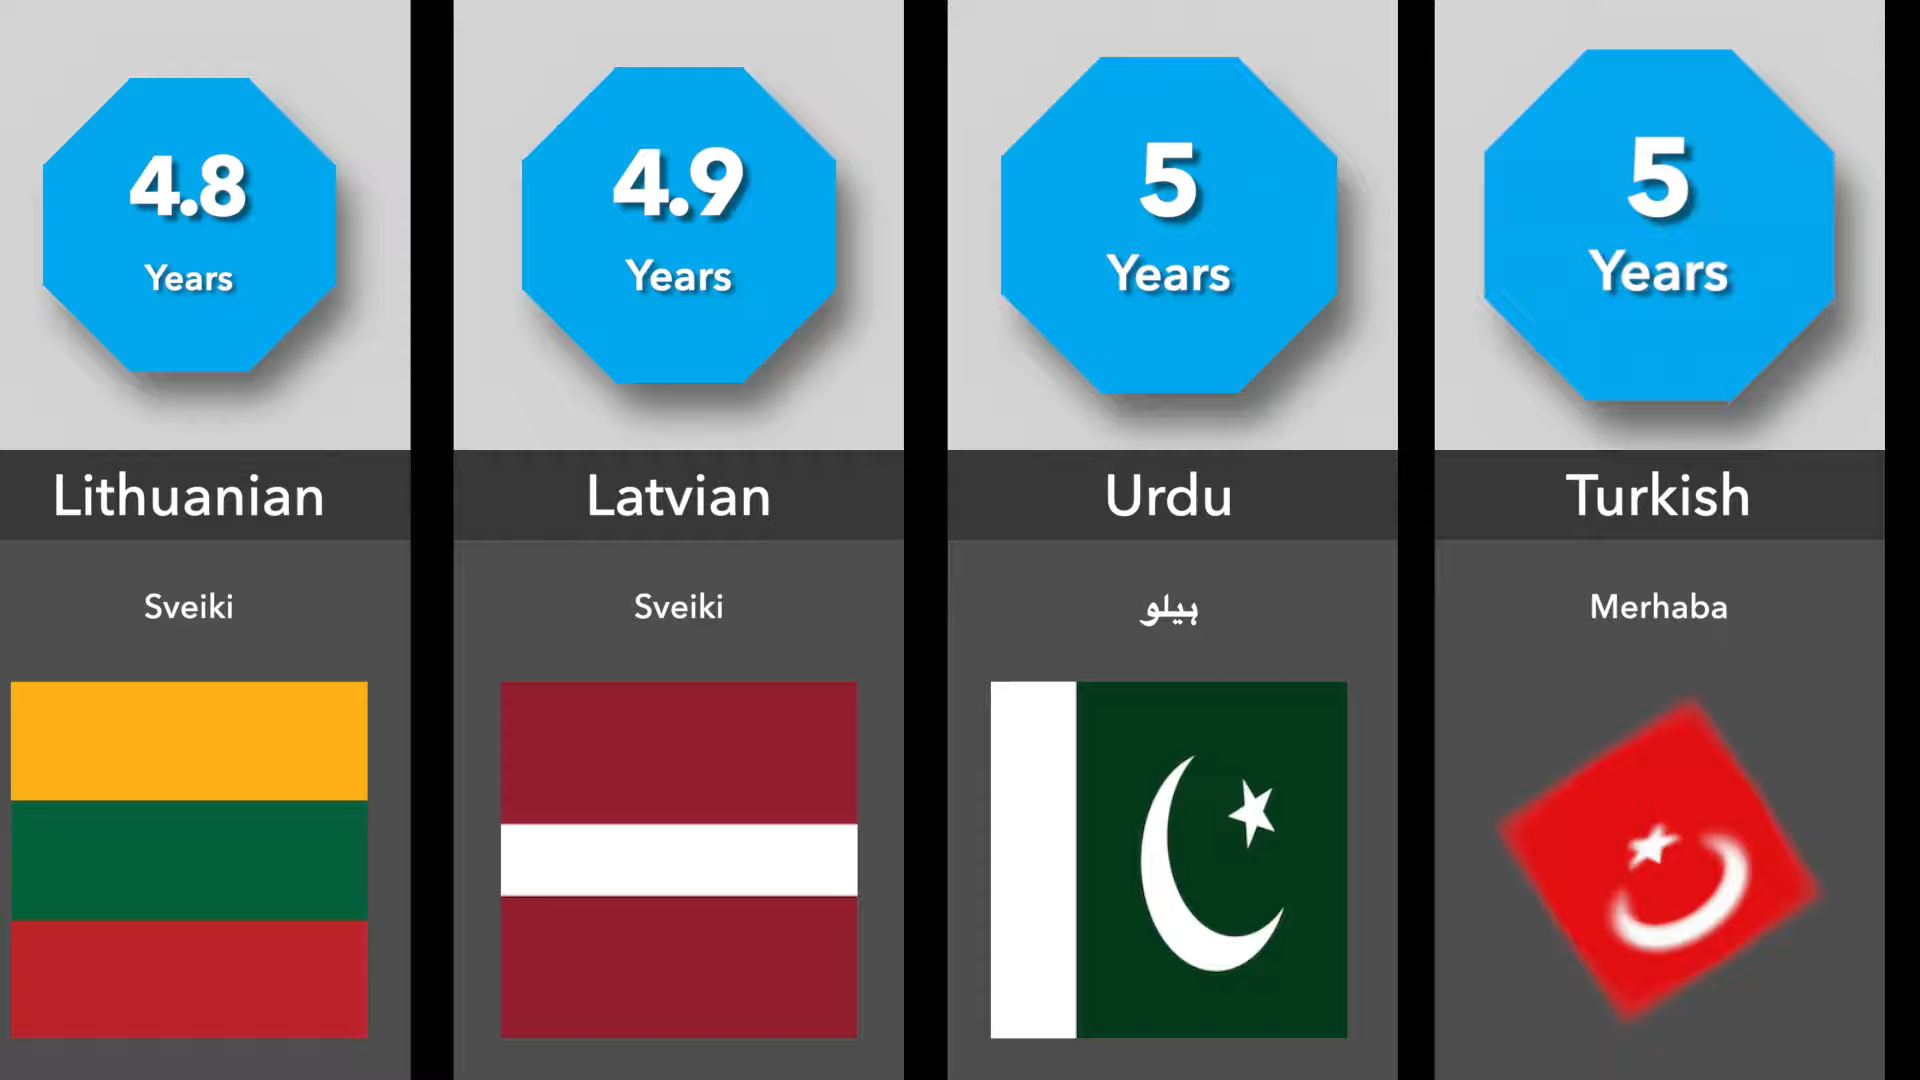 4.8
Years
Lithuanian
Sveiki
4.9
Years
Latvian
Sveiki
5
Years
Urdu
ہیلو
5
Years
Turkish
Merhaba